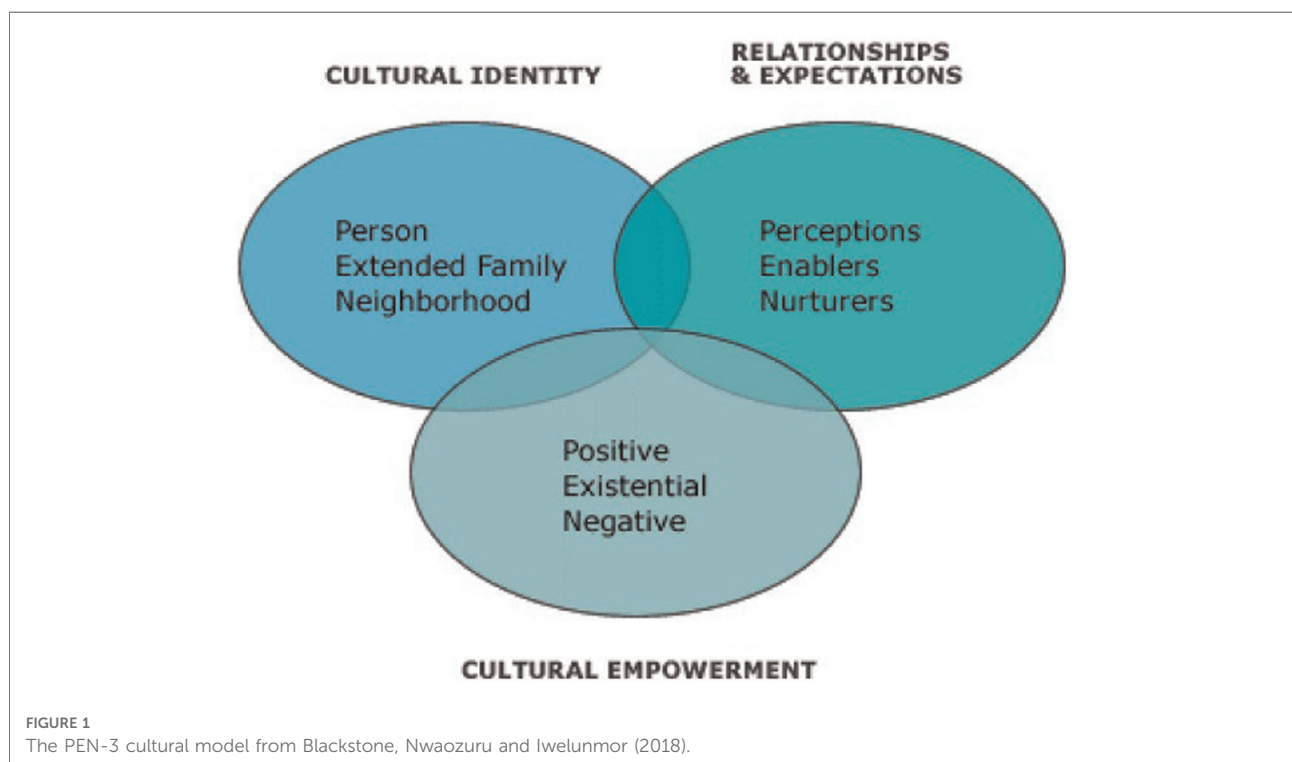 CULTURAL IDENTITY
RELATIONSHIPS
& EXPECTATIONS
Person
Extended Family
Neighborhood
Perceptions
Enablers
Nurturers
Positive
Existential
Negative
CULTURAL EMPOWERMENT
FIGURE 1
The PEN-3 cultural model from Blackstone, Nwaozuru and Iwelunmor (2018).